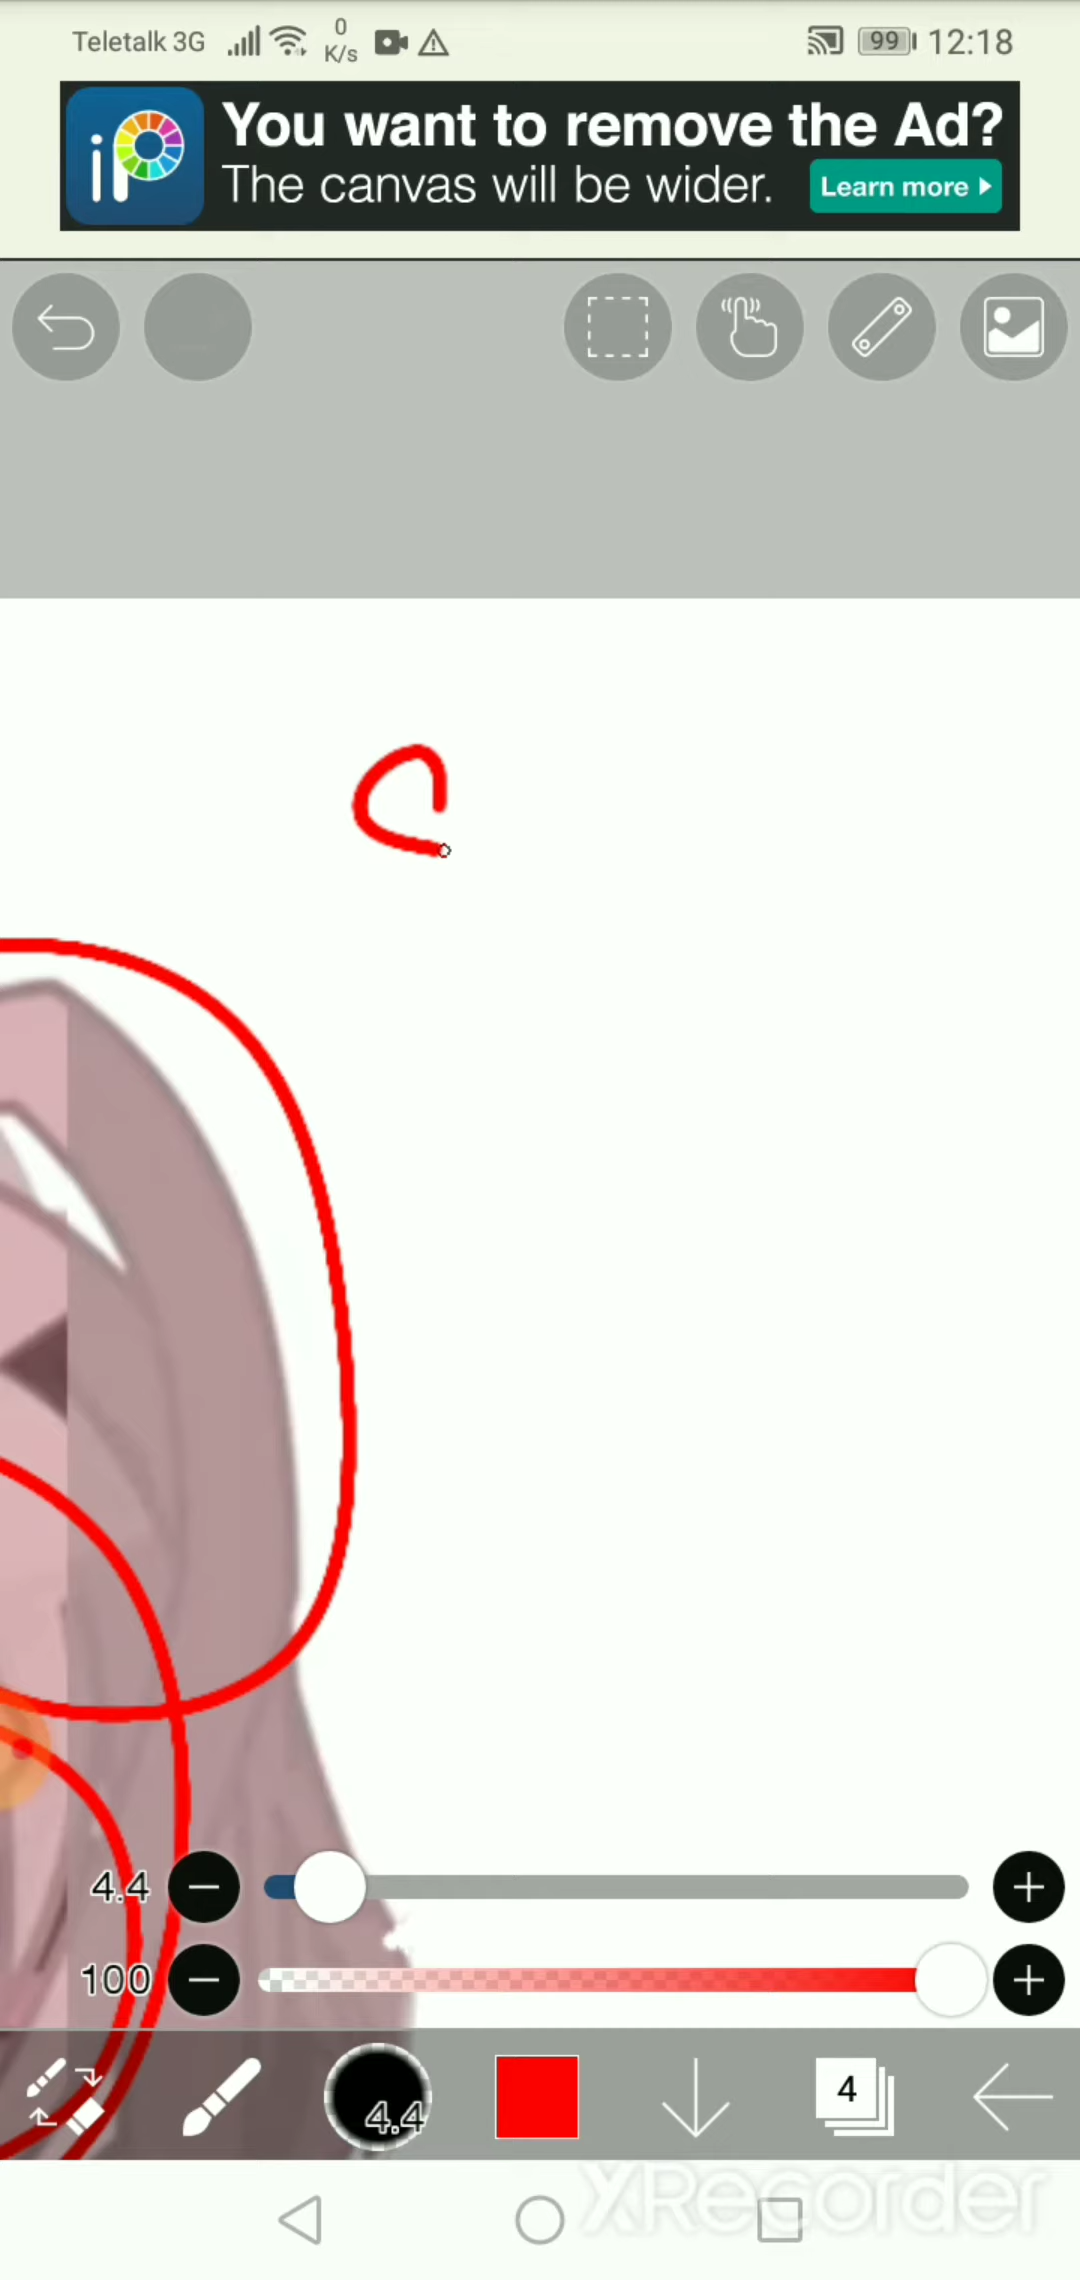 Teletalk 3G 0 K/s 99 12:18
iP
You want to remove the Ad?
The canvas will be wider.
Learn more
4.4
100
4.4
4
XRecorder